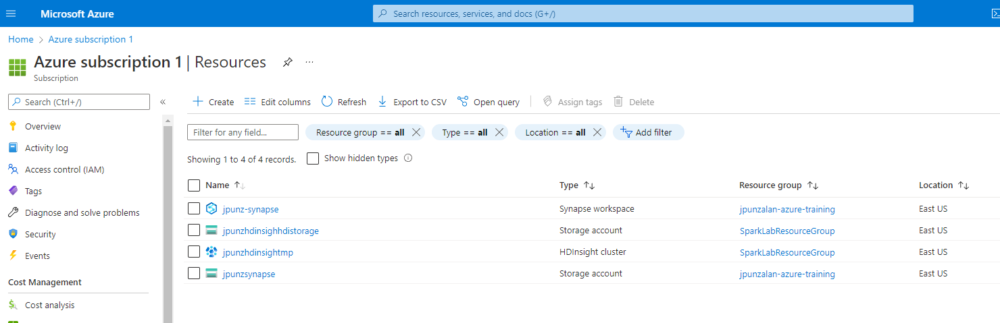 Microsoft Azure
Search resources, services, and docs (G+/)
Home > Azure subscription 1
Azure subscription 1 | Resources
Subscription
Search (Ctrl+/)
Overview
Activity log
Access control (IAM)
Tags
Diagnose and solve problems
Security
Events
Cost Management
Cost analysis
Create Edit columns Refresh Export to CSV Open query Assign tags Delete
Filter for any field... Resource group == all Type == all Location == all Add filter
Showing 1 to 4 of 4 records. Show hidden types
Name Type Resource group Location
jpunz-synapse Synapse workspace jpunzalan-azure-training East US
jpunzhdinsighhdistorage Storage account SparkLabResourceGroup East US
jpunzhdinsightmp HDInsight cluster SparkLabResourceGroup East US
jpunzsynapse Storage account jpunzalan-azure-training East US